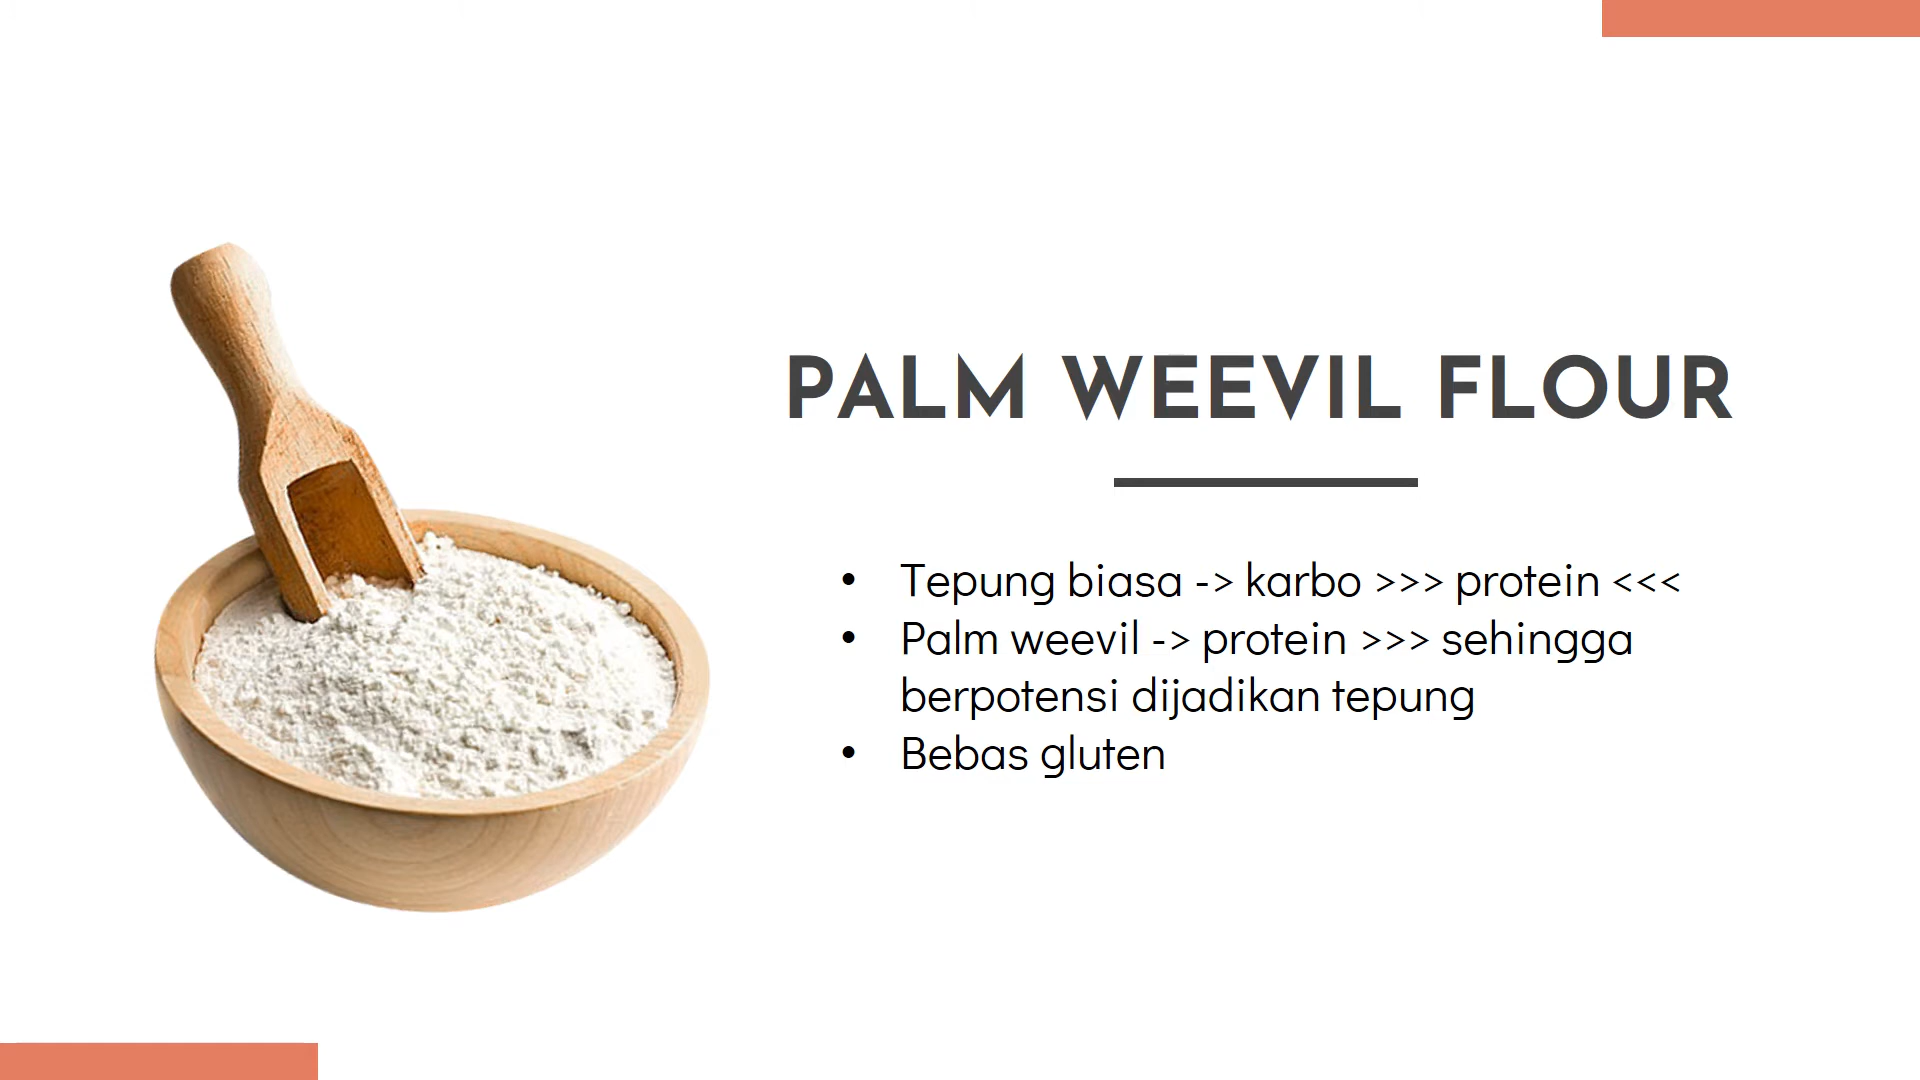 PALM WEEVIL FLOUR
• Tepung biasa -> karbo >>> protein <<<
• Palm weevil -> protein >>> sehingga
berpotensi dijadikan tepung
• Bebas gluten